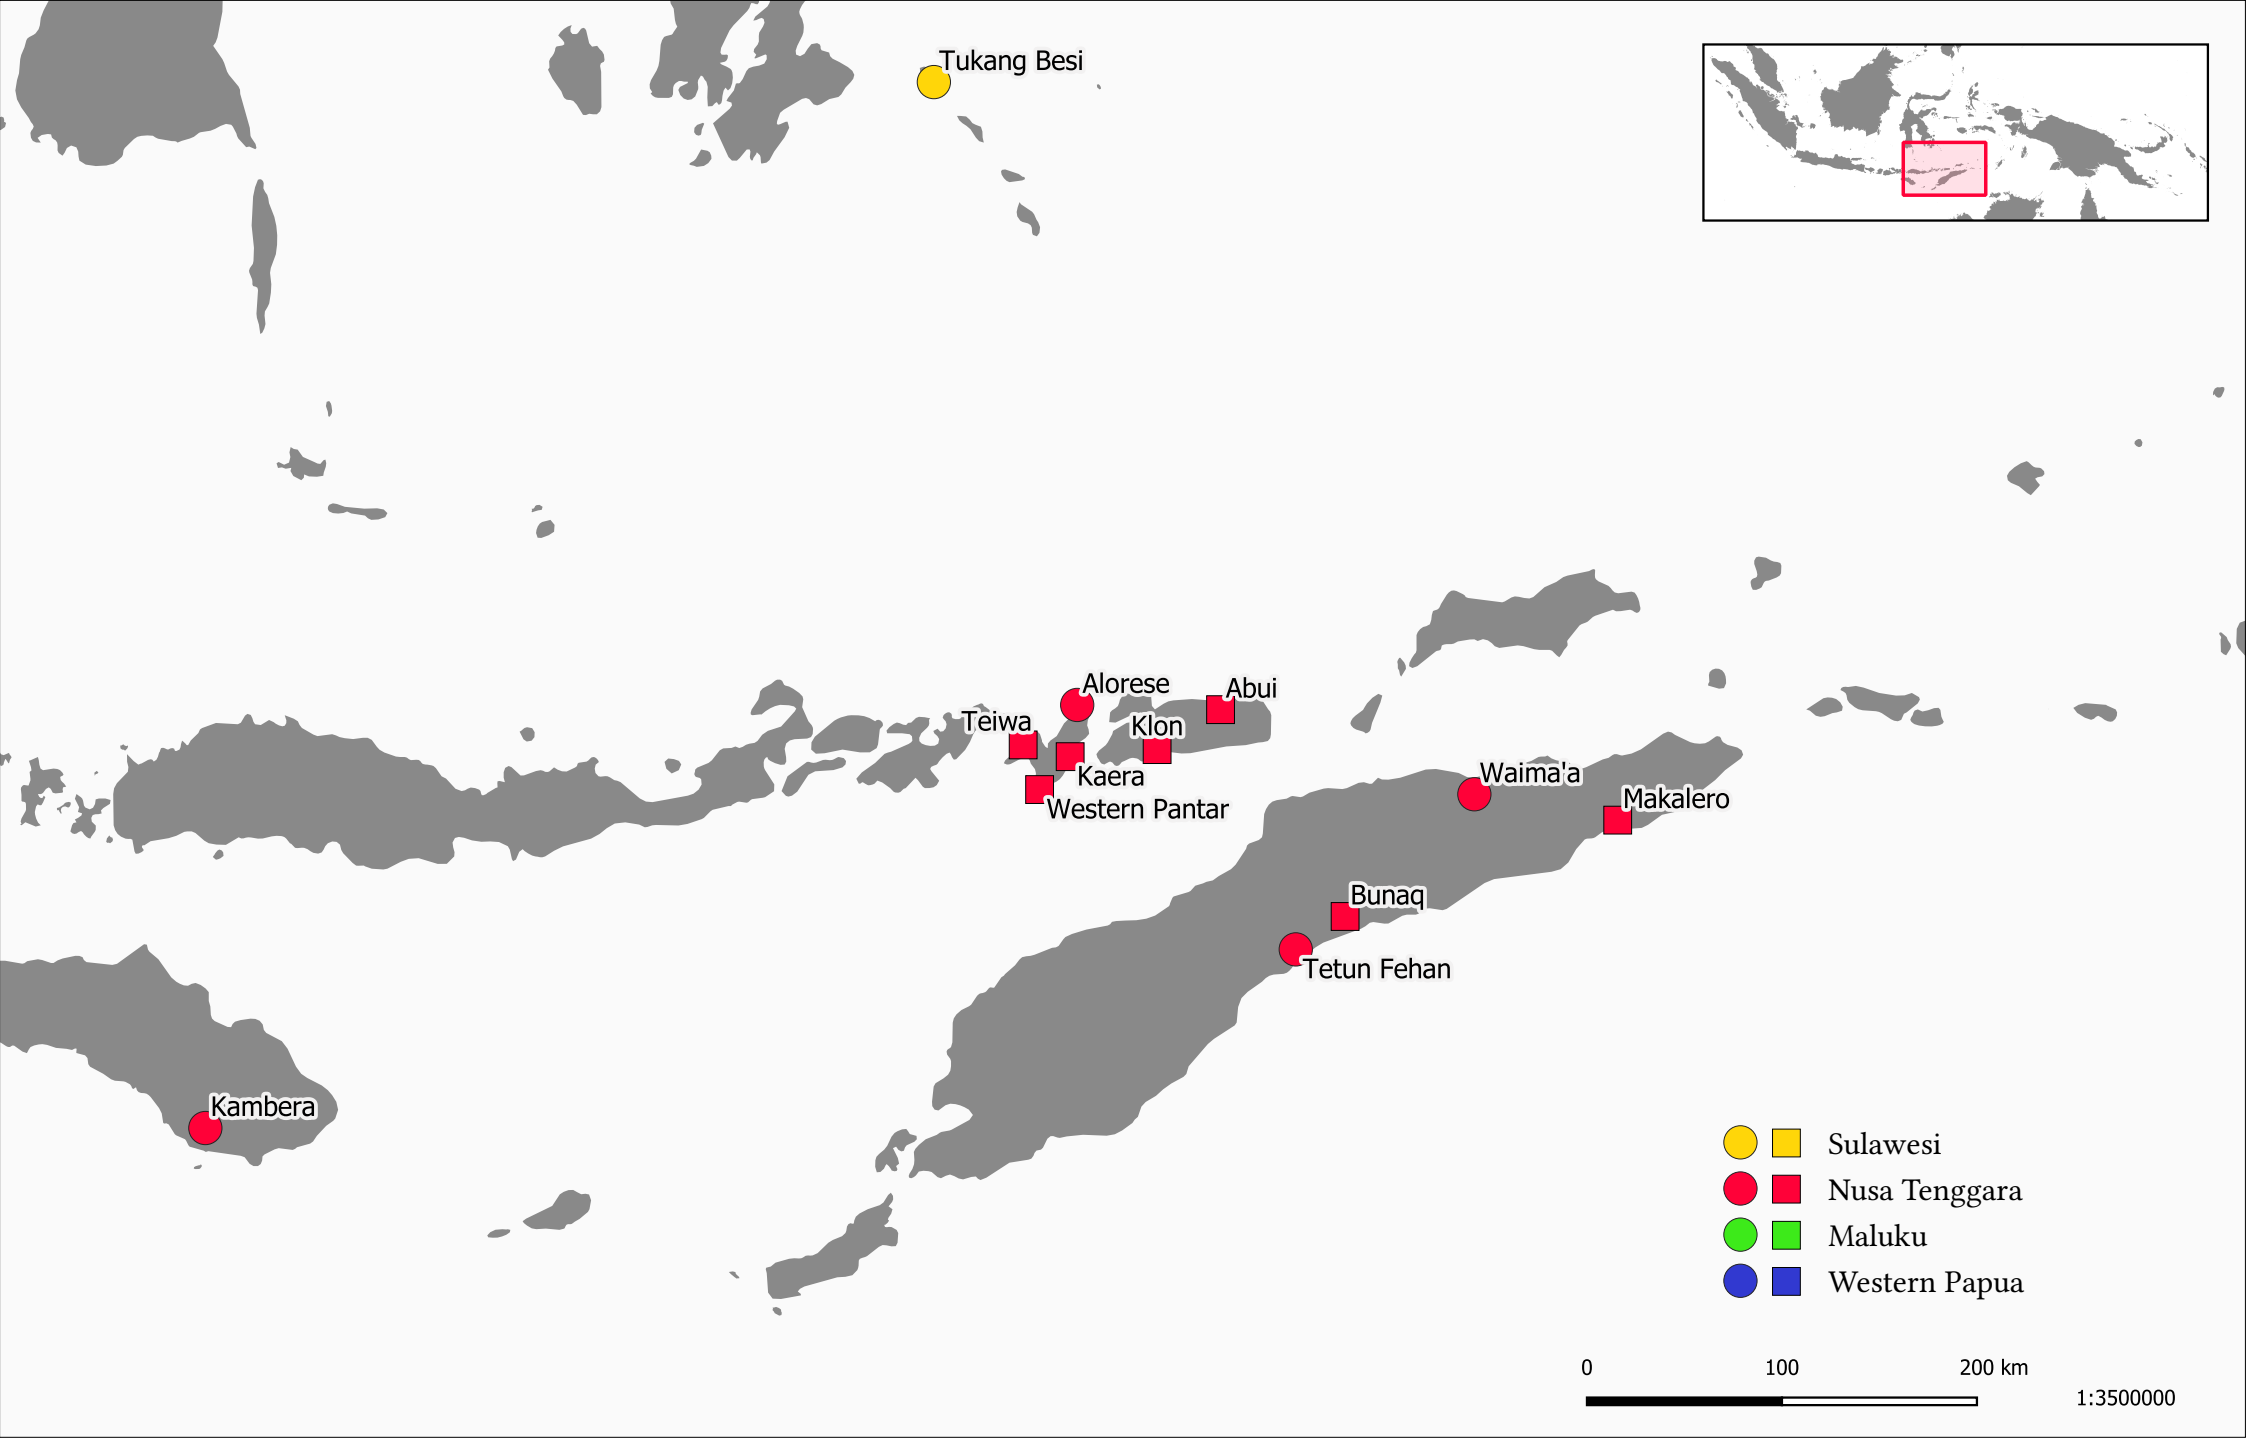 Tukang Besi
Alorese
Abui
Teiwa
Klon
Kaera
Western Pantar
Waima'a
Makalero
Bunaq
Tetun Fehan
Kambera
Sulawesi
Nusa Tenggara
Maluku
Western Papua
0 100 200 km
1:3500000